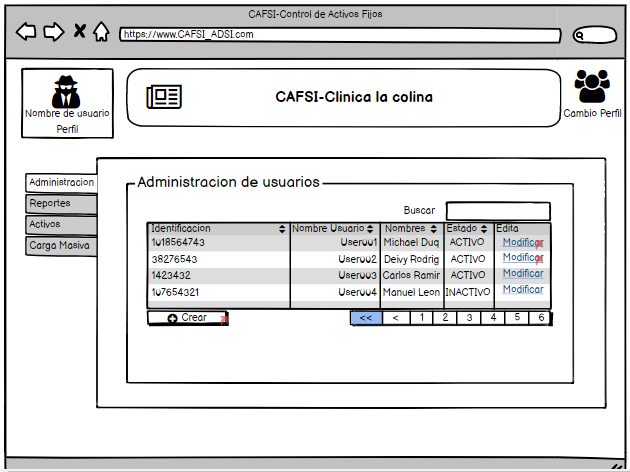 CAFSI-Control de Activos Fijos
https://www.CAFSI_ADSI.com
Nombre de usuario
Perfil
CAFSI-Clinica la colina
Cambio Perfil
Administracion
Reportes
Activos
Carga Masiva
Administracion de usuarios
Buscar
Identificacion Nombre Usuario Nombres Estado Edita
1018564743 User001 Michael Duq ACTIVO Modificar
38276543 User002 Deivy Rodrig ACTIVO Modificar
1423432 User003 Carlos Ramir ACTIVO Modificar
107654321 User004 Manuel Leon INACTIVO Modificar
Crear << < 1 2 3 4 5 6